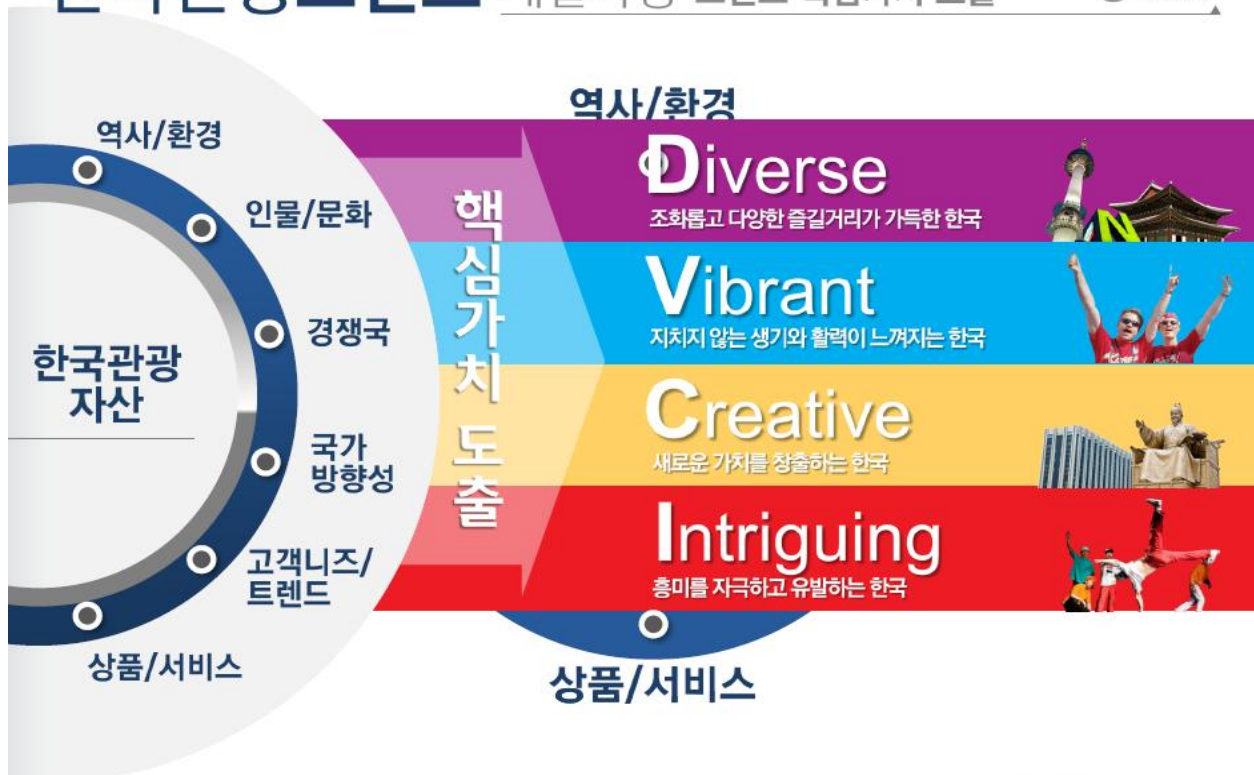 역사/환경
인물/문화
경쟁국
한국관광
자산
국가
방향성
고객니즈/
트렌드
상품/서비스
핵심가치 도출
역사/환경
Diverse
조화롭고 다양한 즐길거리가 가득한 한국
Vibrant
지치지 않는 생기와 활력이 느껴지는 한국
Creative
새로운 가치를 창출하는 한국
Intriguing
흥미를 자극하고 유발하는 한국
상품/서비스